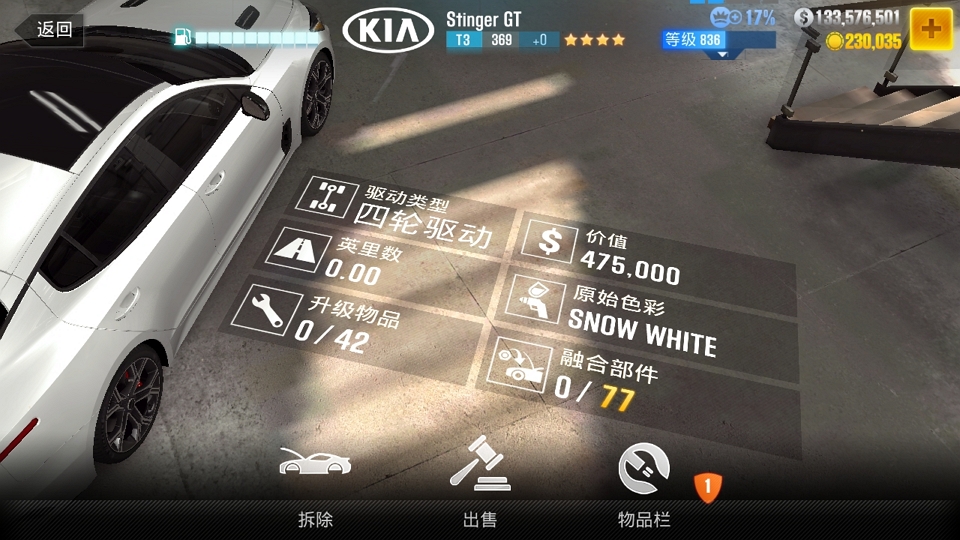 返回
KIA
Stinger GT
T3 369 +0
17%
等级 836
133,576,501
230,035
驱动类型
四轮驱动
英里数
0.00
升级物品
0/42
价值
475,000
原始色彩
SNOW WHITE
融合部件
0/77
拆除
出售
物品栏
1